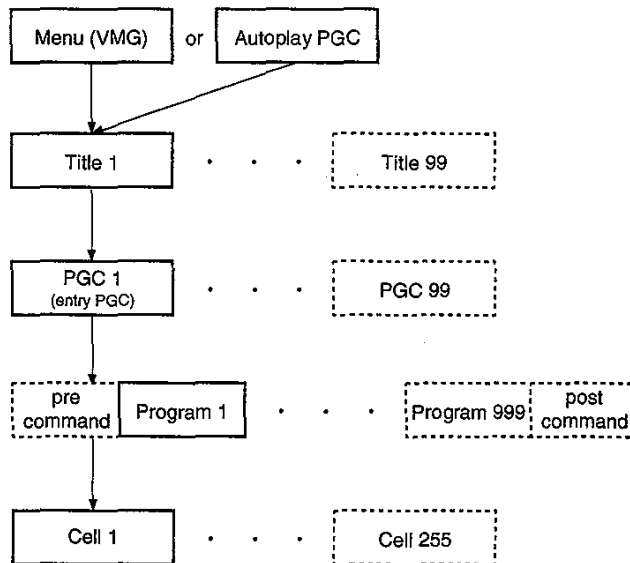 Menu (VMG) or Autoplay PGC
Title 1 . . . Title 99
PGC 1
(entry PGC) . . . PGC 99
pre
command Program 1 . . . Program 999 post
command
Cell 1 . . . Cell 255